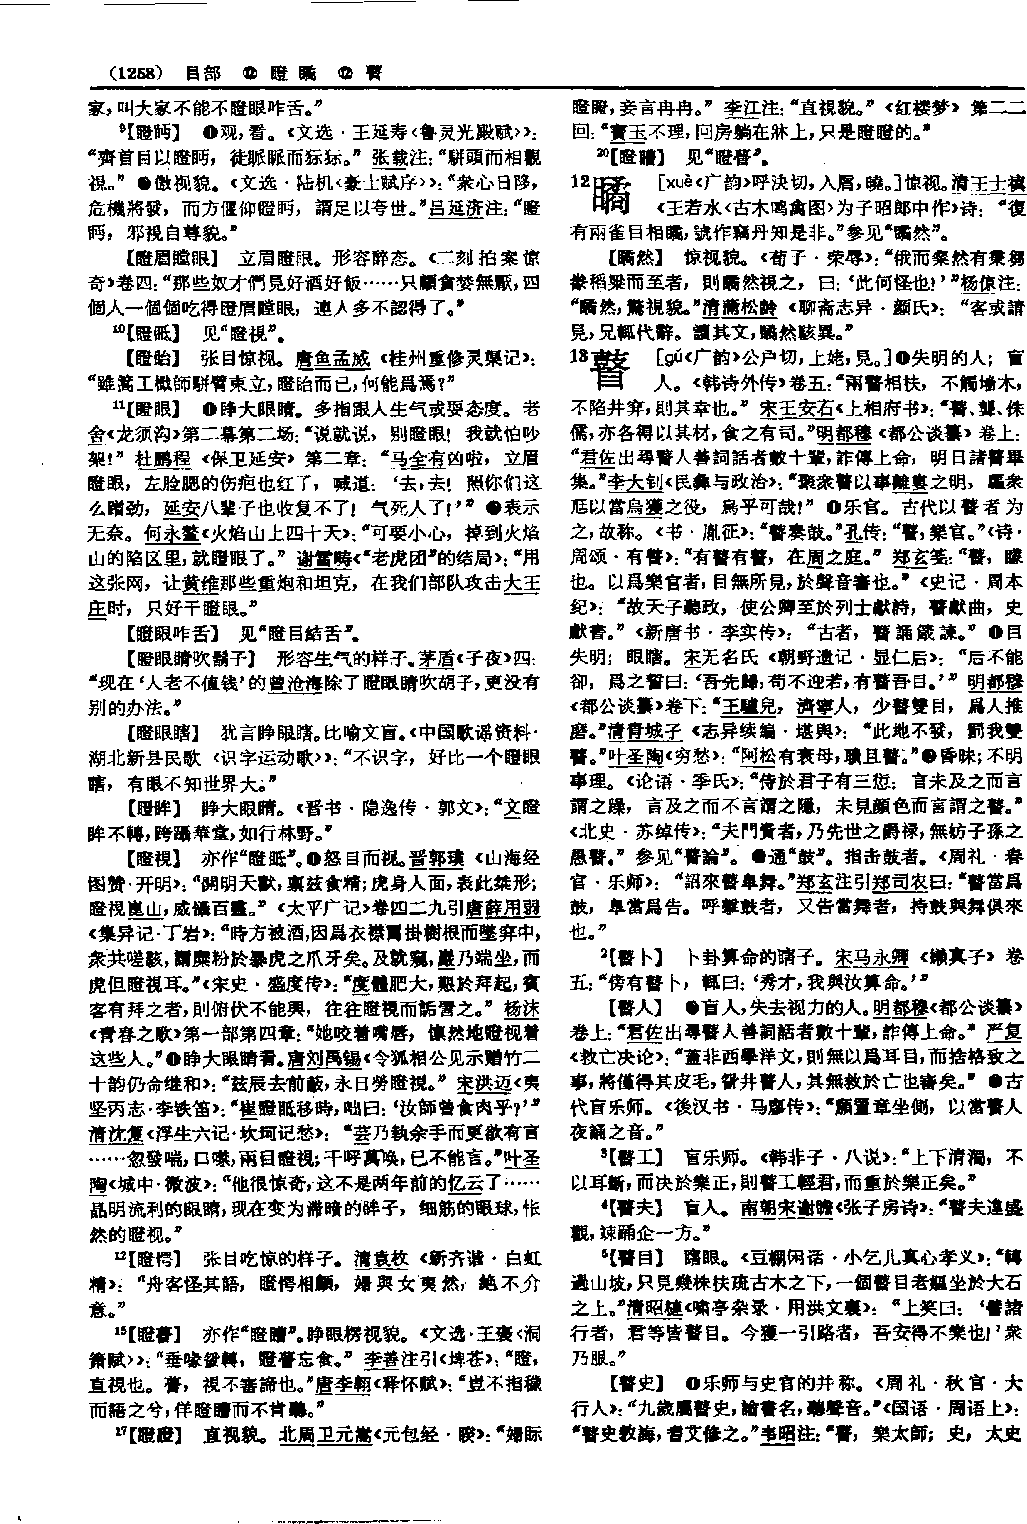 （1258） 目部 ⑫ 瞪 瞲 ⑬ 瞽
家，叫大家不能不瞪眼咋舌。”
⁹【瞪眄】 ❶观，看。《文选·王延寿〈鲁灵光殿赋〉》：
“齊首目以瞪眄，徒眽眽而狋狋。”张载注：“駢頭而相觀
視。” ❷傲视貌。《文选·陆机〈豪士赋序〉》：“衆心日陊，
危機將發，而方偃仰瞪眄，謂足以夸世。”吕延济注：“瞪
眄，邪視自尊貌。”
【瞪眉瞠眼】 立眉瞪眼。形容醉态。《二刻拍案惊
奇》卷四：“那些奴才們見好酒好飯……只顧貪婪無厭，四
個人一個個吃得瞪眉瞠眼，連人多不認得了。”
¹⁰【瞪眂】 见“瞪視”。
【瞪眙】 张目惊视。唐鱼孟威《桂州重修灵渠记》：
“雖篙工楫師駢臂束立，瞪眙而已，何能爲焉？”
¹¹【瞪眼】 ❶睁大眼睛。多指跟人生气或耍态度。老
舍《龙须沟》第二幕第二场：“说就说，别瞪眼！我就怕吵
架！”杜鹏程《保卫延安》第二章：“马全有凶啦，立眉
瞪眼，左脸腮的伤疤也红了，喊道：‘去，去！照你们这
么瞎劲，延安八辈子也收复不了！气死人了！’” ❷表示
无奈。何永鳌《火焰山上四十天》：“可要小心，掉到火焰
山的陷区里，就瞪眼了。”谢雷畴《“老虎团”的结局》：“用
这张网，让黄维那些重炮和坦克，在我们部队攻击大王
庄时，只好干瞪眼。”
【瞪眼咋舌】 见“瞪目結舌”。
【瞪眼睛吹鬍子】 形容生气的样子。茅盾《子夜》四：
“现在‘人老不值钱’的曾沧海除了瞪眼睛吹胡子，更没有
别的办法。”
【瞪眼瞎】 犹言睁眼瞎。比喻文盲。《中国歌谣资料·
湖北新县民歌〈识字运动歌〉》：“不识字，好比一个瞪眼
瞎，有眼不知世界大。”
【瞪眸】 睁大眼睛。《晋书·隐逸传·郭文》：“文瞪
眸不轉，跨躡華堂，如行林野。”
【瞪視】 亦作“瞪眂”。❶怒目而视。晋郭璞《山海经
图赞·开明》：“開明天獸，稟兹食精；虎身人面，表此桀形；
瞪視崑山，威懾百靈。”《太平广记》卷四二九引唐薛用弱
《集异记·丁岩》：“時方被酒，因爲衣襟罥掛樹根而墜穽中，
衆共嗟駭，謂糜粉於暴虎之爪牙矣。及就窺，巖乃端坐，而
虎但瞪視耳。”《宋史·盛度传》：“度體肥大，艱於拜起，賓
客有拜之者，則俯伏不能興，往往瞪視而詬詈之。” 杨沫
《青春之歌》第一部第四章：“她咬着嘴唇，愤然地瞪视着
这些人。”❷睁大眼睛看。唐刘禹锡《令狐相公见示赠竹二
十韵仍命继和》：“兹辰去前蔽，永日勞瞪視。” 宋洪迈《夷
坚丙志·李铁笛》：“崔瞪眂移時，咄曰：‘汝師曾食肉乎？’”
清沈复《浮生六记·坎坷记愁》：“芸乃執余手而更欲有言
……忽發喘，口噤，兩目瞪視；千呼萬喚，已不能言。”叶圣
陶《城中·微波》：“他很惊奇，这不是两年前的忆云了……
晶明流利的眼睛，现在变为滞暗的眸子，细筋的眼球，怅
然的瞪视。”
¹²【瞪愕】 张目吃惊的样子。清袁枚《新齐谐·白虹
精》：“舟客怪其語，瞪愕相顧，婦與女夷然，絶不介
意。”
¹⁵【瞪瞢】 亦作“瞪矒”。睁眼楞视貌。《文选·王褒〈洞
箫赋〉》：“垂喙蛩轉，瞪瞢忘食。”李善注引《埤苍》：“瞪，
直視也。瞢，視不審諦也。”唐李翱《释怀赋》：“豈不指穢
而語之兮，佯瞪矒而不肯聽。”
¹⁷【瞪瞪】 直视貌。北周卫元嵩《元包经·睽》：“婦眎
瞪瞪，妾言冉冉。”李江注：“直視貌。”《红楼梦》第二二
回：“寶玉不理，回房躺在牀上，只是瞪瞪的。”
²⁰【瞪矒】 见“瞪瞢”。
12 瞲 ［xuè《广韵》呼决切，入屑，曉。］惊视。清王士禛
《王若水〈古木鸣禽图〉为子昭郎中作》诗：“復
有兩雀目相瞲，號作竊丹知是非。”参见“瞲然”。
【瞲然】 惊视貌。《荀子·荣辱》：“俄而粲然有秉芻
豢稻粱而至者，則瞲然視之，曰：‘此何怪也！’”杨倞注：
“瞲然，驚視貌。”清蒲松龄《聊斋志异·颜氏》：“客或請
見，兄輒代辭。讀其文，瞲然駭異。”
13 瞽 ［gǔ《广韵》公户切，上姥，見。］❶失明的人；盲
人。《韩诗外传》卷五：“兩瞽相扶，不觸墻木，
不陷井穽，則其幸也。” 宋王安石《上相府书》：“瞽、聾、侏
儒，亦各得以其材，食之有司。”明都穆《都公谈纂》卷上：
“君佐出尋瞽人善詞話者數十輩，詐傳上命，明日諸瞽畢
集。”李大钊《民彝与政治》：“聚衆瞽以事離婁之明，驅衆
尪以當烏獲之役，烏乎可哉！” ❷乐官。古代以瞽者为
之，故称。《书·胤征》：“瞽奏鼓。”孔传：“瞽，樂官。”《诗·
周颂·有瞽》：“有瞽有瞽，在周之庭。”郑玄笺：“瞽，矇
也。以爲樂官者，目無所見，於聲音審也。”《史记·周本
纪》：“故天子聽政，使公卿至於列士獻詩，瞽獻曲，史
獻書。”《新唐书·李实传》：“古者，瞽誦箴諫。” ❸目
失明；眼瞎。宋无名氏《朝野遗记·显仁后》：“后不能
卻，爲之誓曰：‘吾先歸，苟不迎若，有瞽吾目。’” 明都穆
《都公谈纂》卷下：“王驢兒，濟寧人，少瞽雙目，爲人推
磨。”清青城子《志异续编·堪舆》：“此地不發，罰我雙
瞽。”叶圣陶《穷愁》：“阿松有衰母，聵且瞽。”❹昏昧；不明
事理。《论语·季氏》：“侍於君子有三愆：言未及之而言
謂之躁，言及之而不言謂之隱，未見顔色而言謂之瞽。”
《北史·苏绰传》：“夫門資者，乃先世之爵禄，無妨子孫之
愚瞽。”参见“瞽論”。❺通“鼓”。指击鼓者。《周礼·春
官·乐师》：“詔來瞽皋舞。”郑玄注引郑司农曰：“瞽當爲
鼓，皋當爲告。呼擊鼓者，又告當舞者，持鼓與舞俱來
也。”
²【瞽卜】 卜卦算命的瞎子。宋马永卿《嬾真子》卷
五：“傍有瞽卜，輒曰：‘秀才，我與汝算命。’”
【瞽人】 ❶盲人，失去视力的人。明都穆《都公谈纂》
卷上：“君佐出尋瞽人善詞話者數十輩，詐傳上命。” 严复
《救亡决论》：“蓋非西學洋文，則無以爲耳目，而捨格致之
事，將僅得其皮毛，眢井瞽人，其無救於亡也審矣。” ❷古
代盲乐师。《後汉书·马廖传》：“願置章坐側，以當瞽人
夜誦之音。”
³【瞽工】 盲乐师。《韩非子·八说》：“上下清濁，不
以耳斷，而决於樂正，則瞽工輕君，而重於樂正矣。”
⁴【瞽夫】 盲人。南朝宋谢瞻《张子房诗》：“瞽夫違盛
觀，竦踊企一方。”
⁵【瞽目】 瞎眼。《豆棚闲话·小乞儿真心孝义》：“轉
過山坡，只見幾株扶疏古木之下，一個瞽目老嫗坐於大石
之上。”清昭槤《啸亭杂录·用洪文襄》：“上笑曰：‘譬諸
行者，君等皆瞽目。今獲一引路者，吾安得不樂也！’衆
乃服。”
【瞽史】 ❶乐师与史官的并称。《周礼·秋官·大
行人》：“九歲屬瞽史，諭書名，聽聲音。”《国语·周语上》：
“瞽史教誨，耆艾修之。”韦昭注：“瞽，樂太師；史，太史